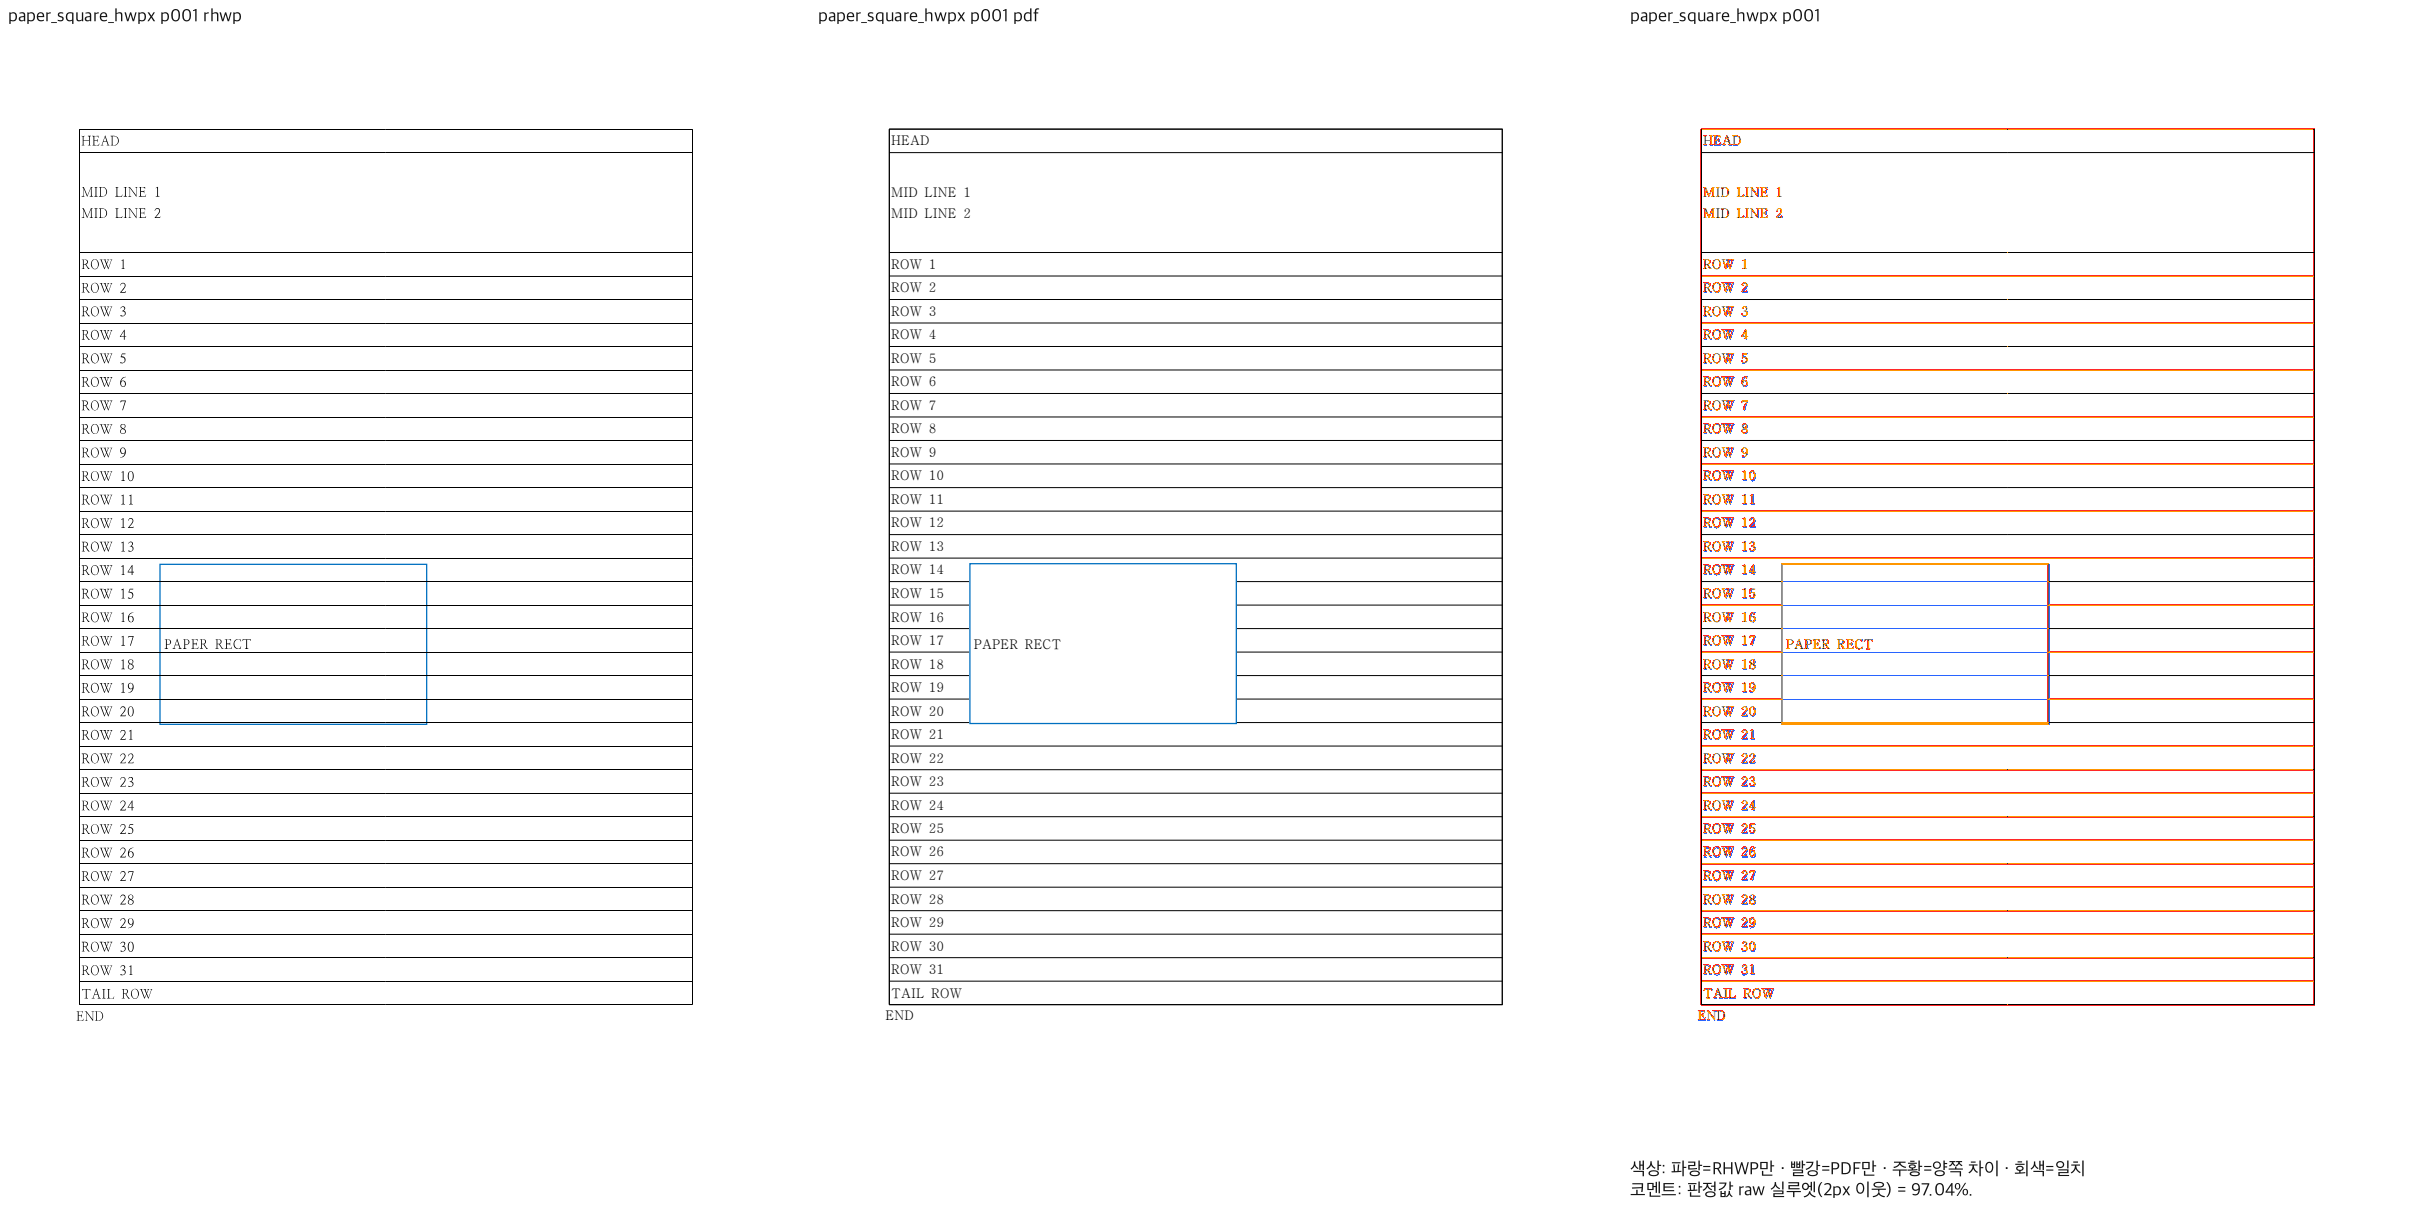 paper_square_hwpx p001 rhwp
HEAD
MID LINE 1
MID LINE 2
ROW 1
ROW 2
ROW 3
ROW 4
ROW 5
ROW 6
ROW 7
ROW 8
ROW 9
ROW 10
ROW 11
ROW 12
ROW 13
ROW 14
ROW 15
ROW 16
ROW 17
PAPER RECT
ROW 18
ROW 19
ROW 20
ROW 21
ROW 22
ROW 23
ROW 24
ROW 25
ROW 26
ROW 27
ROW 28
ROW 29
ROW 30
ROW 31
TAIL ROW
END
paper_square_hwpx p001 pdf
HEAD
MID LINE 1
MID LINE 2
ROW 1
ROW 2
ROW 3
ROW 4
ROW 5
ROW 6
ROW 7
ROW 8
ROW 9
ROW 10
ROW 11
ROW 12
ROW 13
ROW 14
ROW 15
ROW 16
ROW 17
PAPER RECT
ROW 18
ROW 19
ROW 20
ROW 21
ROW 22
ROW 23
ROW 24
ROW 25
ROW 26
ROW 27
ROW 28
ROW 29
ROW 30
ROW 31
TAIL ROW
END
paper_square_hwpx p001
HEAD
MID LINE 1
MID LINE 2
ROW 1
ROW 2
ROW 3
ROW 4
ROW 5
ROW 6
ROW 7
ROW 8
ROW 9
ROW 10
ROW 11
ROW 12
ROW 13
ROW 14
ROW 15
ROW 16
ROW 17
PAPER RECT
ROW 18
ROW 19
ROW 20
ROW 21
ROW 22
ROW 23
ROW 24
ROW 25
ROW 26
ROW 27
ROW 28
ROW 29
ROW 30
ROW 31
TAIL ROW
END
색상: 파랑=RHWP만 · 빨강=PDF만 · 주황=양쪽 차이 · 회색=일치
코멘트: 판정값 raw 실루엣(2px 이웃) = 97.04%.